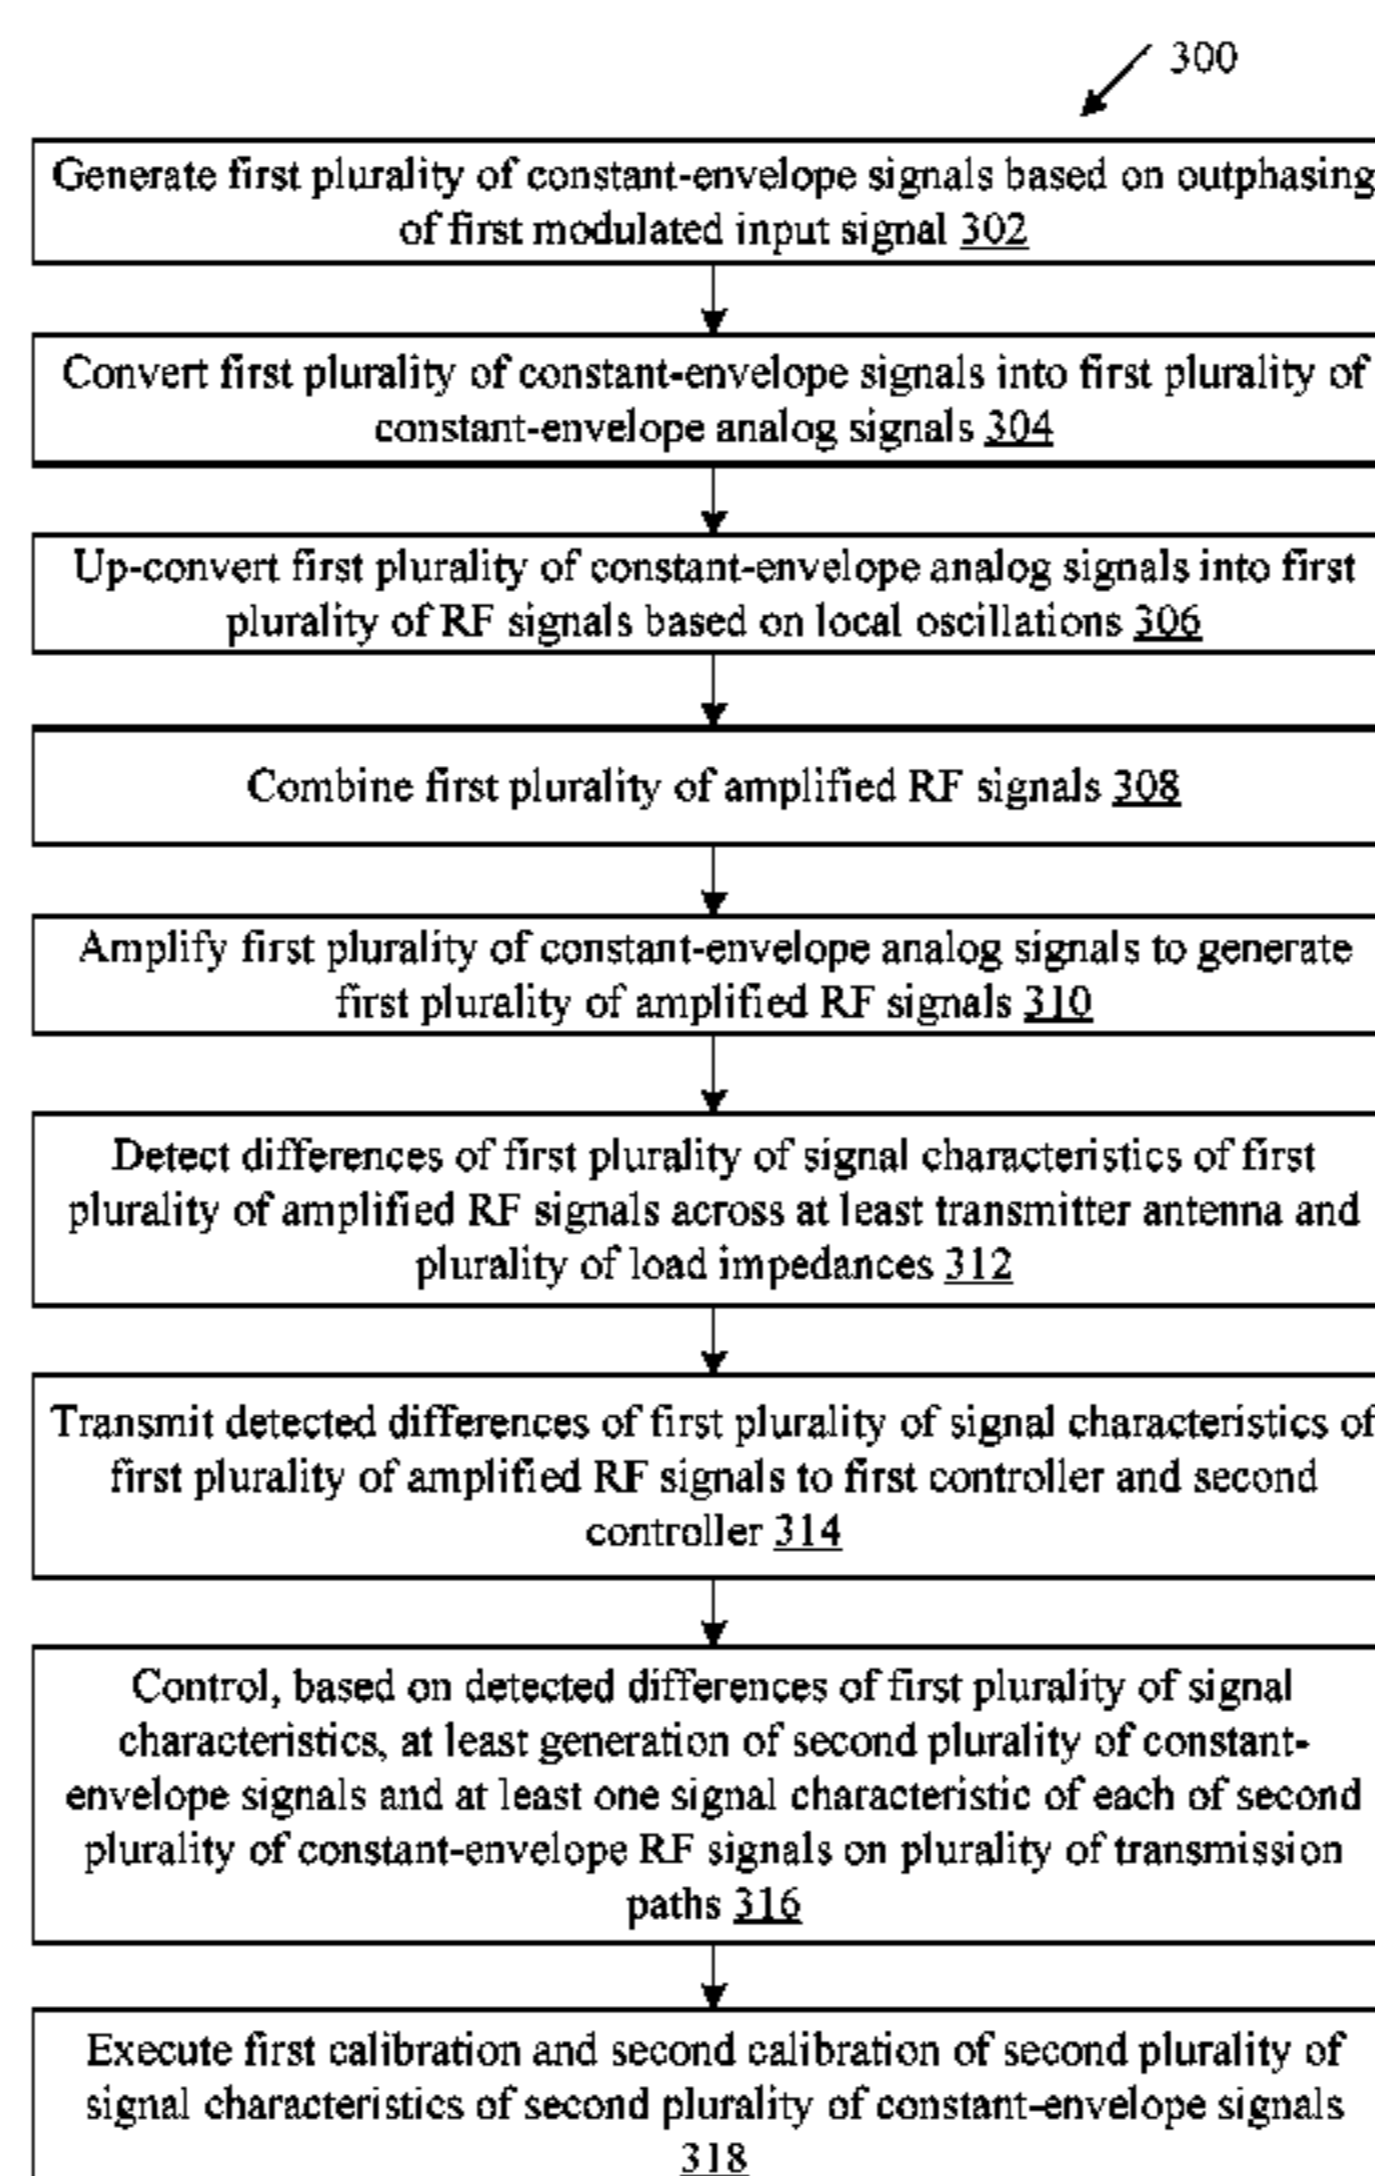 300
Generate first plurality of constant-envelope signals based on outphasing
of first modulated input signal 302
Convert first plurality of constant-envelope signals into first plurality of
constant-envelope analog signals 304
Up-convert first plurality of constant-envelope analog signals into first
plurality of RF signals based on local oscillations 306
Combine first plurality of amplified RF signals 308
Amplify first plurality of constant-envelope analog signals to generate
first plurality of amplified RF signals 310
Detect differences of first plurality of signal characteristics of first
plurality of amplified RF signals across at least transmitter antenna and
plurality of load impedances 312
Transmit detected differences of first plurality of signal characteristics of
first plurality of amplified RF signals to first controller and second
controller 314
Control, based on detected differences of first plurality of signal
characteristics, at least generation of second plurality of constant-
envelope signals and at least one signal characteristic of each of second
plurality of constant-envelope RF signals on plurality of transmission
paths 316
Execute first calibration and second calibration of second plurality of
signal characteristics of second plurality of constant-envelope signals
318